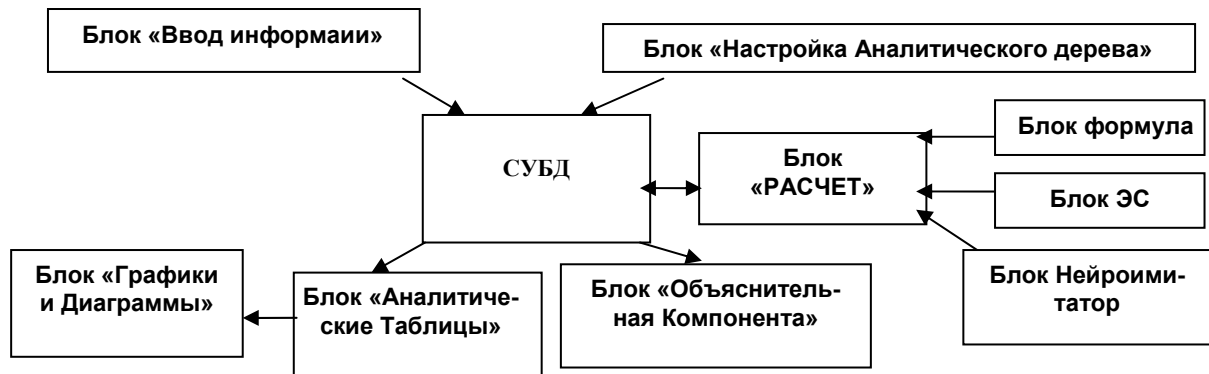 Блок «Ввод информаии»
Блок «Настройка Аналитического дерева»
СУБД
Блок
«РАСЧЕТ»
Блок формула
Блок ЭС
Блок Нейроими-
татор
Блок «Графики
и Диаграммы»
Блок «Аналитиче-
ские Таблицы»
Блок «Объяснитель-
ная Компонента»